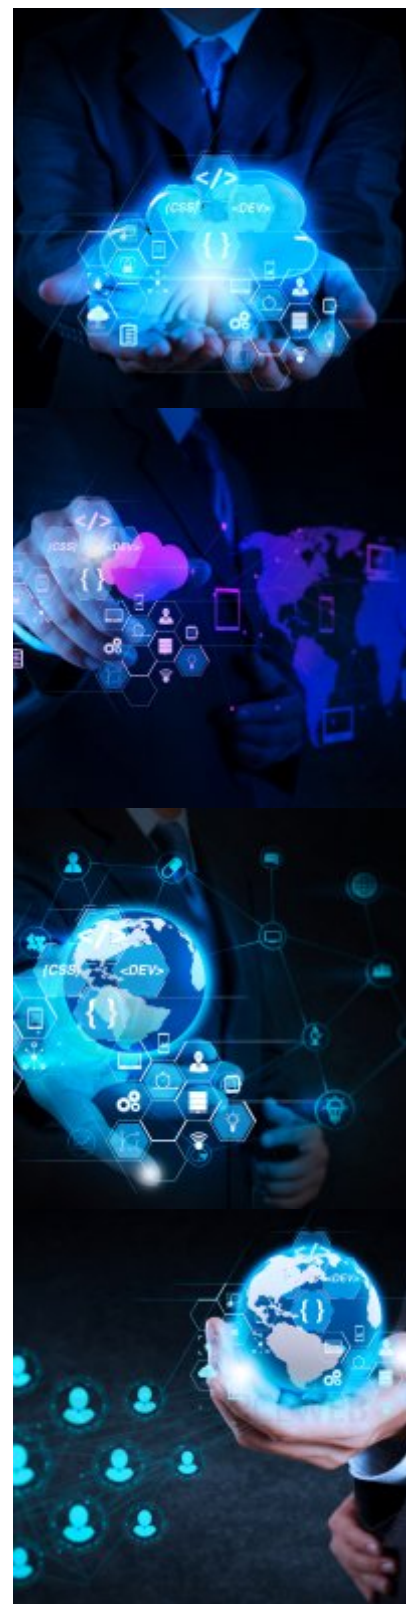 </>
{CSS} <DEV>
{ }
</>
{CSS} <DEV>
{ }
</>
{CSS} <DEV>
{ }
</>
<DEV>
{ }